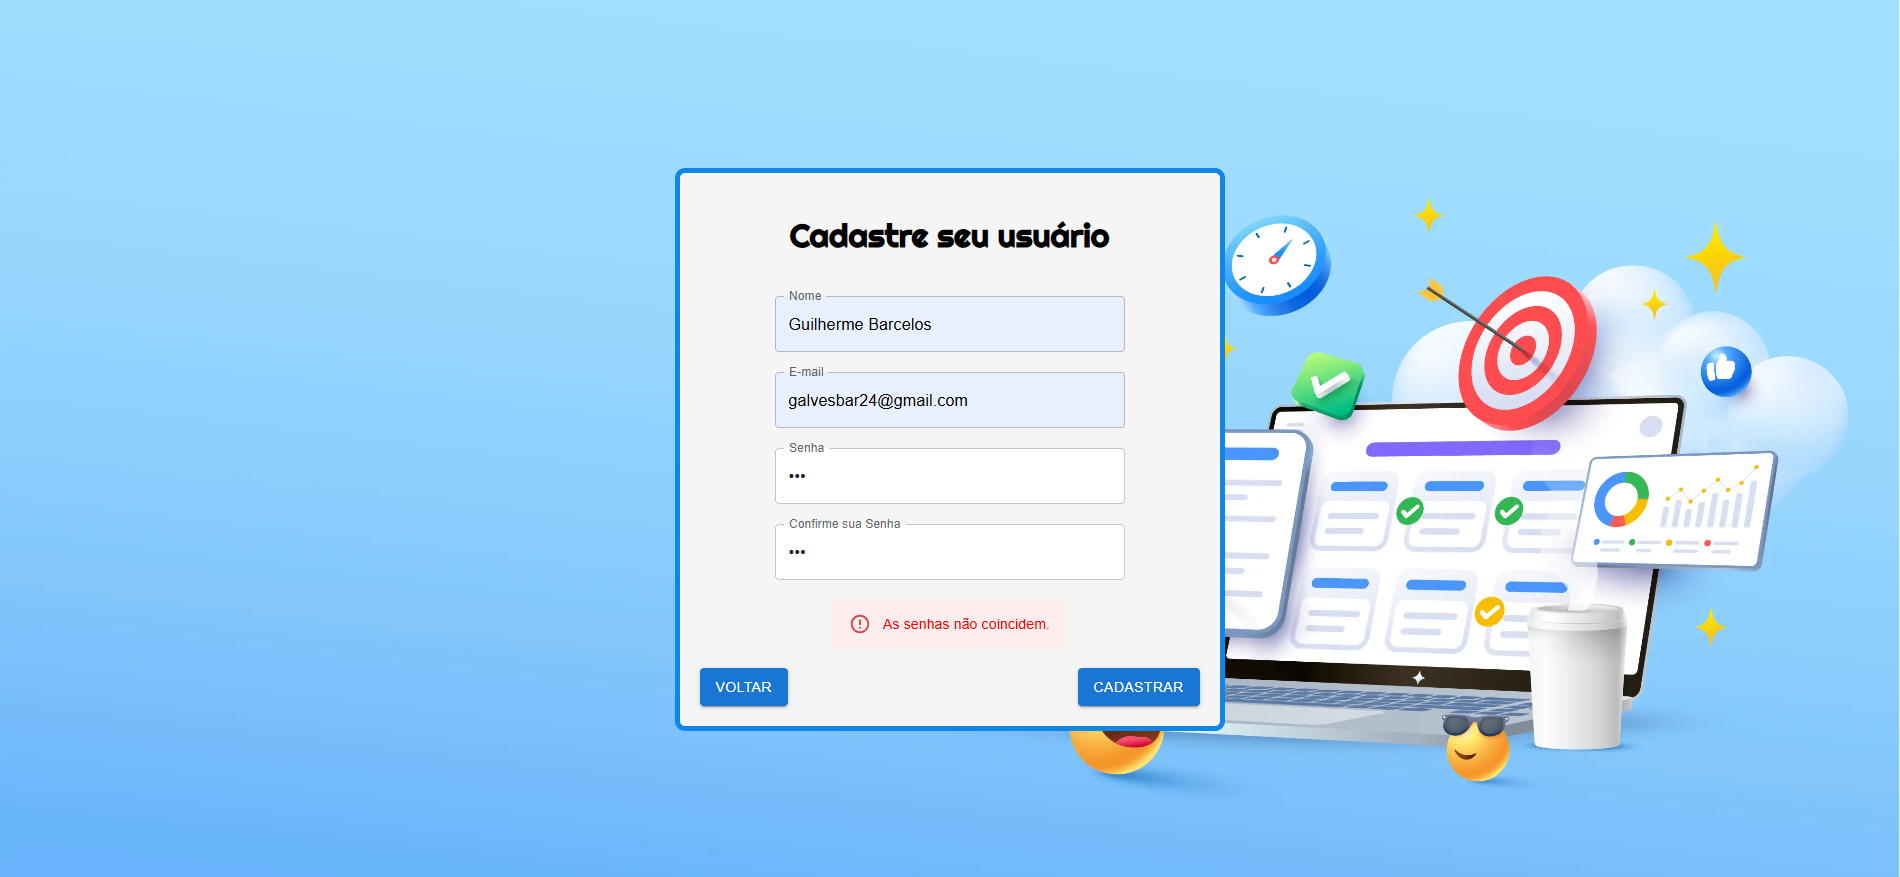 Cadastre seu usuário
Nome
Guilherme Barcelos
E-mail
galvesbar24@gmail.com
Senha
•••
Confirme sua Senha
•••
As senhas não coincidem.
VOLTAR
CADASTRAR